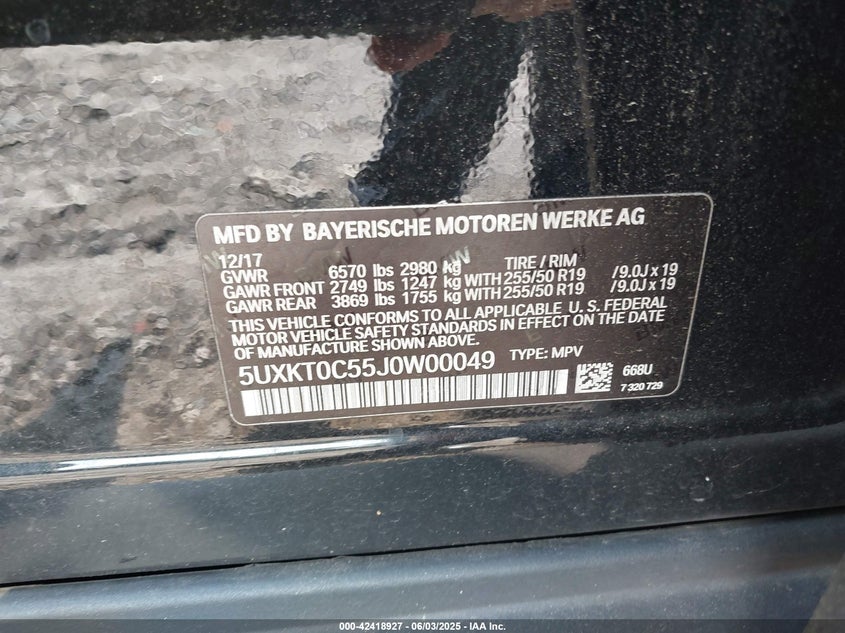 MFD BY BAYERISCHE MOTOREN WERKE AG
12/17 TIRE / RIM
GVWR 6570 lbs 2980 kg
GAWR FRONT 2749 lbs 1247 kg WITH 255/50 R19 / 9.0J x 19
GAWR REAR 3869 lbs 1755 kg WITH 255/50 R19 / 9.0J x 19
THIS VEHICLE CONFORMS TO ALL APPLICABLE U. S. FEDERAL
MOTOR VEHICLE SAFETY STANDARDS IN EFFECT ON THE DATE
OF MANUFACTURE SHOWN ABOVE.
5UXKT0C55J0W00049 TYPE: MPV
668U
7 320 729
000-42418927 - 06/03/2025 - IAA Inc.